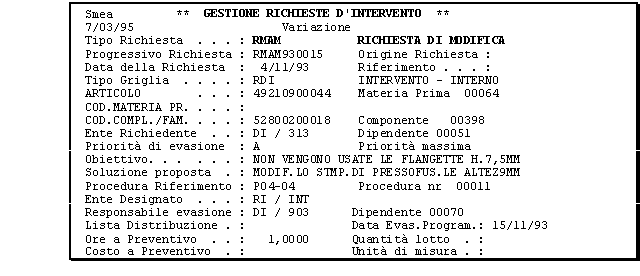 Smea ** GESTIONE RICHIESTE D'INTERVENTO **
7/03/95 Variazione
Tipo Richiesta . . . : RMAM RICHIESTA DI MODIFICA
Progressivo Richiesta : RMAM930015 Origine Richiesta :
Data della Richiesta : 4/11/93 Riferimento . . . :
Tipo Griglia . . . . : RDI INTERVENTO - INTERNO
ARTICOLO . . . : 49210900044 Materia Prima 00064
COD.MATERIA PR. . . . :
COD.COMPL./FAM. . . . : 52800200018 Componente 00398
Ente Richiedente . . : DI / 313 Dipendente 00051
Priorità di evasione : A Priorità massima
Obiettivo. . . . . . : NON VENGONO USATE LE FLANGETTE H.7,5MM
Soluzione proposta . : MODIF.LO STMP.DI PRESSOFUS.LE ALTEZ9MM
Procedura Riferimento : P04-04 Procedura nr 00011
Ente Designato . . . : RI / INT
Responsabile evasione : DI / 903 Dipendente 00070
Lista Distribuzione . : Data Evas.Program.: 15/11/93
Ore a Preventivo . . : 1,0000 Quantità lotto . :
Costo a Preventivo . : Unità di misura . :